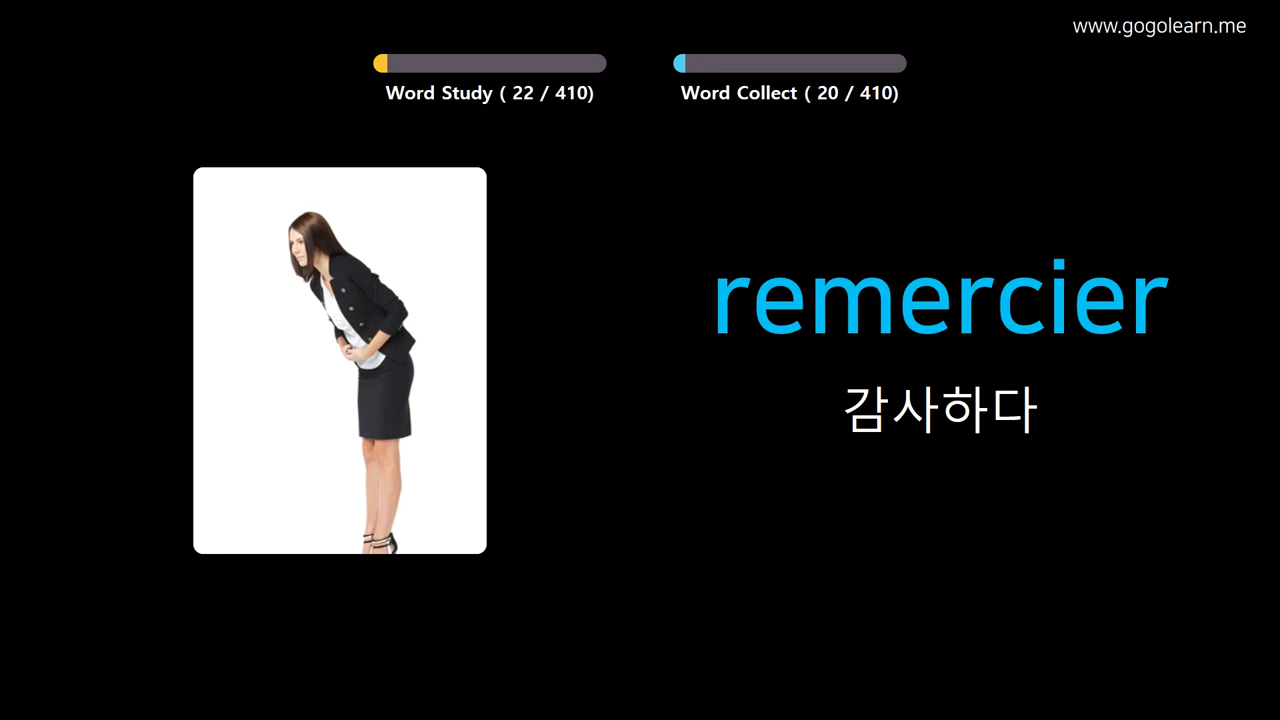 www.gogolearn.me
Word Study ( 22 / 410)
Word Collect ( 20 / 410)
remercier
감사하다